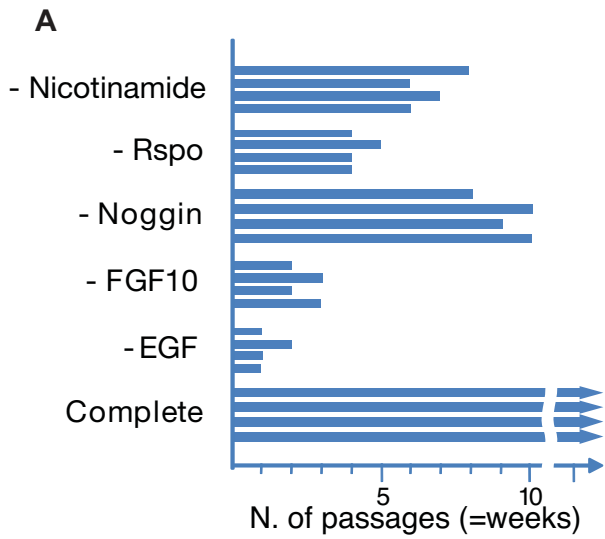 A
- Nicotinamide
- Rspo
- Noggin
- FGF10
-EGF
Complete
5 10
N. of passages (=weeks)